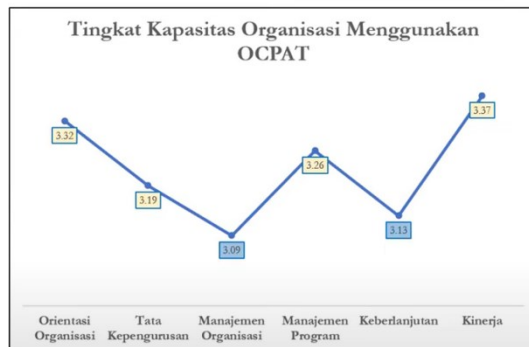 Tingkat Kapasitas Organisasi Menggunakan
OCPAT
3.32
3.19
3.09
3.26
3.13
3.37
Orientasi Organisasi
Tata Kepengurusan
Manajemen Organisasi
Manajemen Program
Keberlanjutan
Kinerja